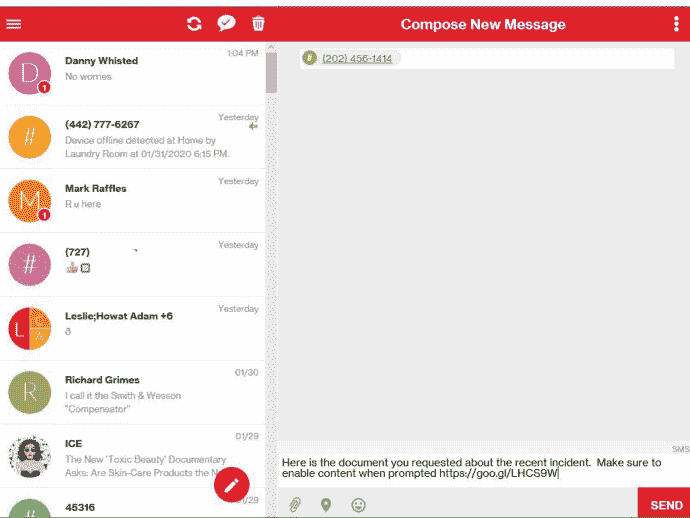 Compose New Message
Danny Whisted
1:04 PM
No worries
D
1
(202) 456-1414
#
(442) 777-6267
Yesterday
Device offline detected at Home by
Laundry Room at 01/31/2020 6:15 PM.
#
Mark Raffles
Yesterday
R u here
M
1
(727)
Yesterday
#
Leslie;Howat Adam +6
Yesterday
ð
L
L
A
Richard Grimes
01/30
I call it the Smith & Wesson
"Compensator"
R
ICE
01/29
The New 'Toxic Beauty' Documentary
Asks: Are Skin-Care Products the N
45316
01/29
#
SMS
Here is the document you requested about the recent incident. Make sure to
enable content when prompted https://goo.gl/LHCS9W
SEND